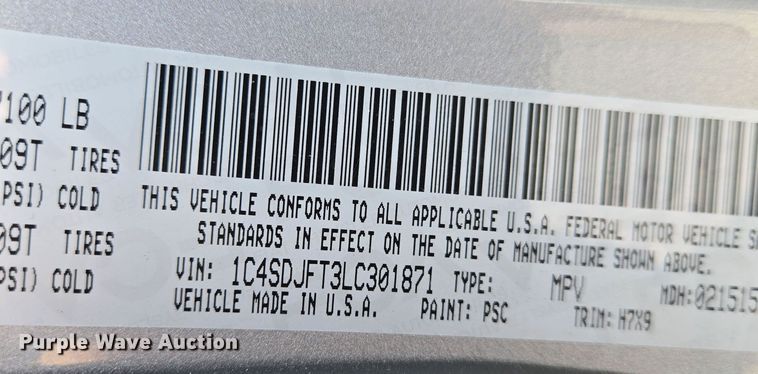 7100 LB
09T TIRES
PSI) COLD
09T TIRES
PSI) COLD
THIS VEHICLE CONFORMS TO ALL APPLICABLE U.S.A. FEDERAL MOTOR VEHICLE
STANDARDS IN EFFECT ON THE DATE OF MANUFACTURE SHOWN ABOVE.
VIN: 1C4SDJFT3LC301871 TYPE: MPV MDH:021515
VEHICLE MADE IN U.S.A. PAINT: PSC TRIM: H7X9
Purple Wave Auction